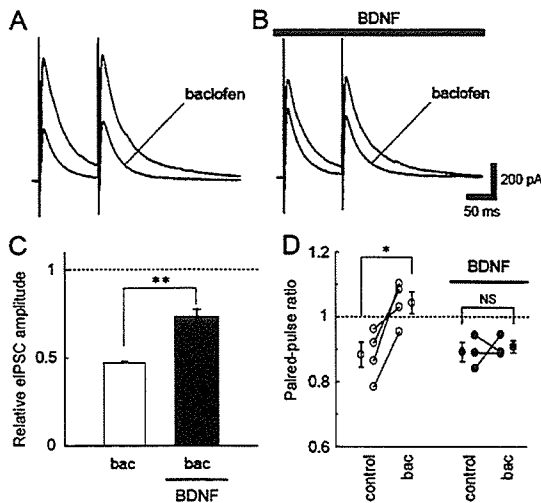 A
baclofen
B
BDNF
baclofen
200 pA
50 ms
C
Relative eIPSC amplitude
1
0.5
0
**
bac
bac
BDNF
D
Paired-pulse ratio
1.2
1
0.8
0.6
*
BDNF
NS
control
bac
control
bac